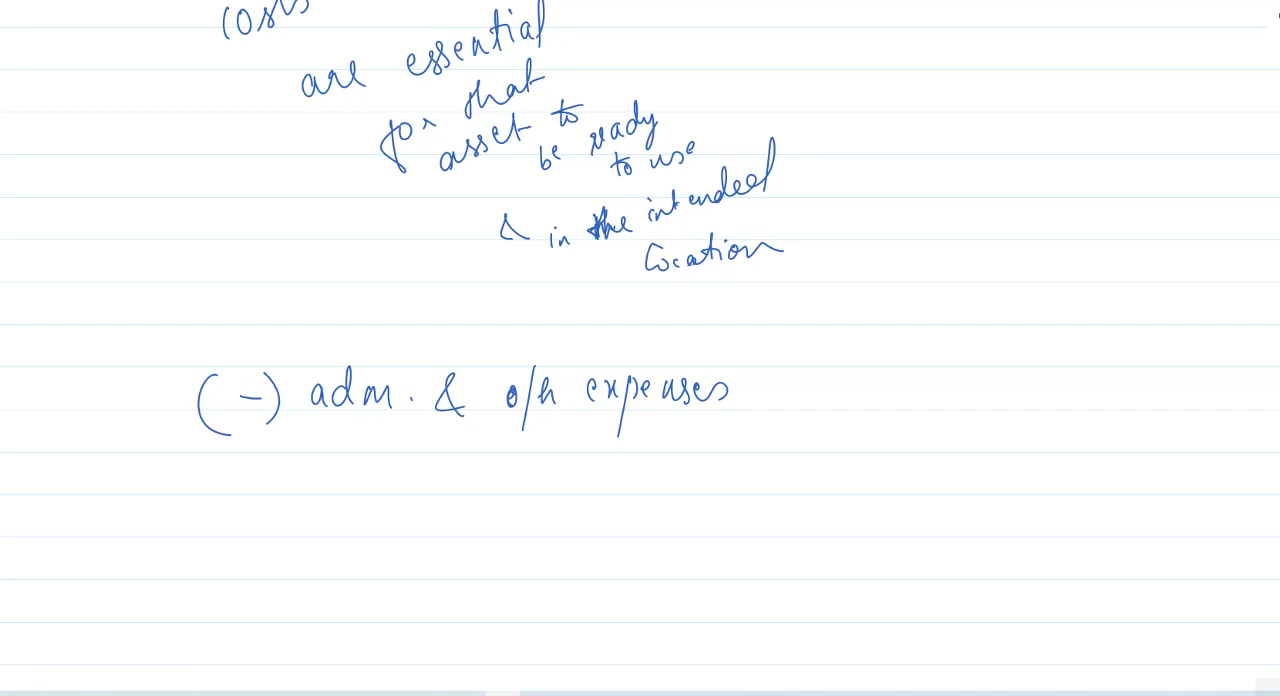 costs
are essential
for that
asset to
be ready
to use
& in the intended
location
(-) adm. & o/h expenses